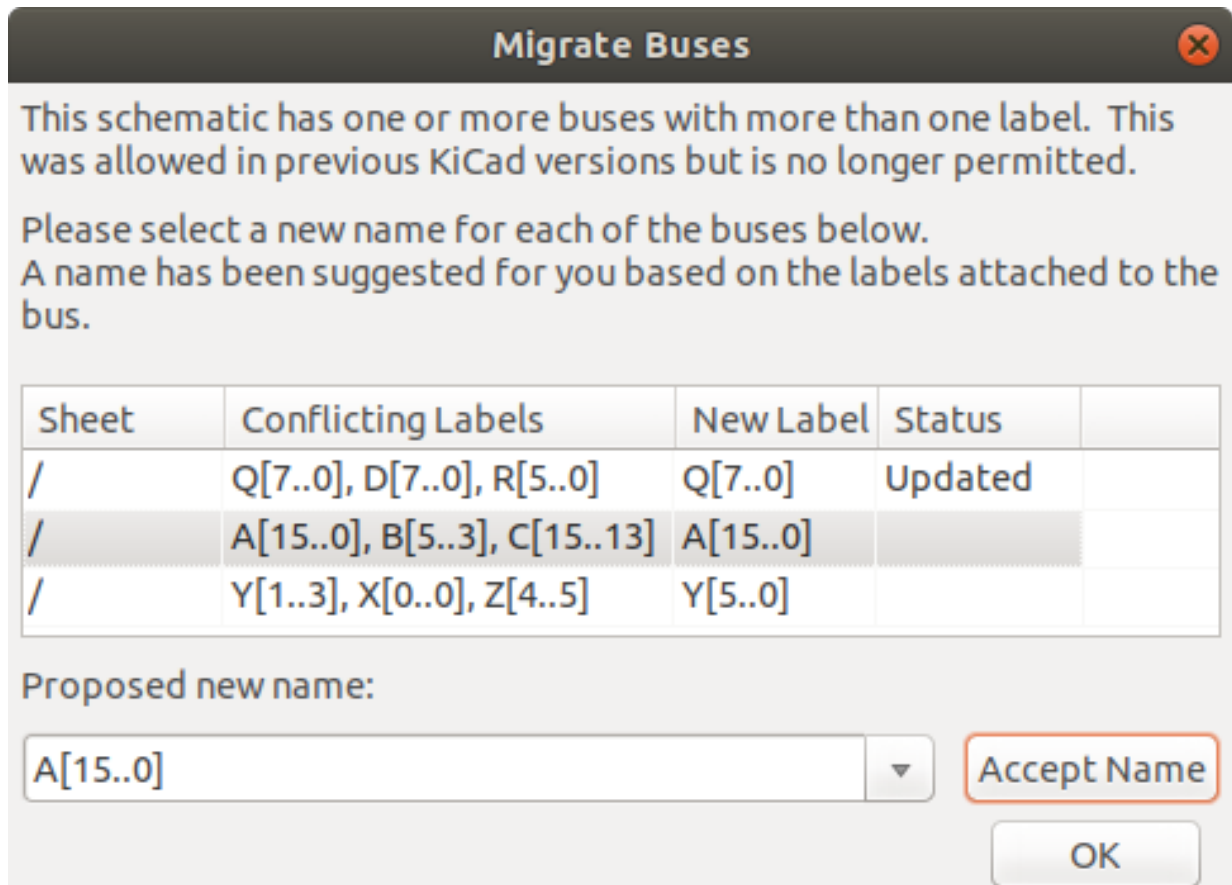 Migrate Buses
This schematic has one or more buses with more than one label.  This
was allowed in previous KiCad versions but is no longer permitted.
Please select a new name for each of the buses below.
A name has been suggested for you based on the labels attached to the
bus.
Sheet Conflicting Labels New Label Status
/ Q[7..0], D[7..0], R[5..0] Q[7..0] Updated
/ A[15..0], B[5..3], C[15..13] A[15..0]
/ Y[1..3], X[0..0], Z[4..5] Y[5..0]
Proposed new name:
A[15..0] Accept Name
OK